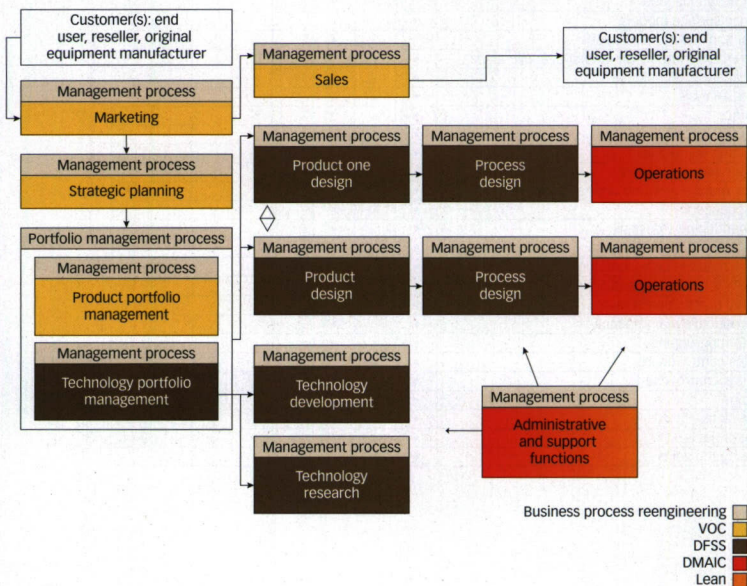 Customer(s): end
user, reseller, original
equipment manufacturer
Management process
Marketing
Management process
Strategic planning
Portfolio management process
Management process
Product portfolio
management
Management process
Technology portfolio
management
Management process
Sales
Customer(s): end
user, reseller, original
equipment manufacturer
Management process
Product one
design
Management process
Process
design
Management process
Operations
Management process
Product
design
Management process
Process
design
Management process
Operations
Management process
Technology
development
Management process
Technology
research
Management process
Administrative
and support
functions
Business process reengineering
VOC
DFSS
DMAIC
Lean